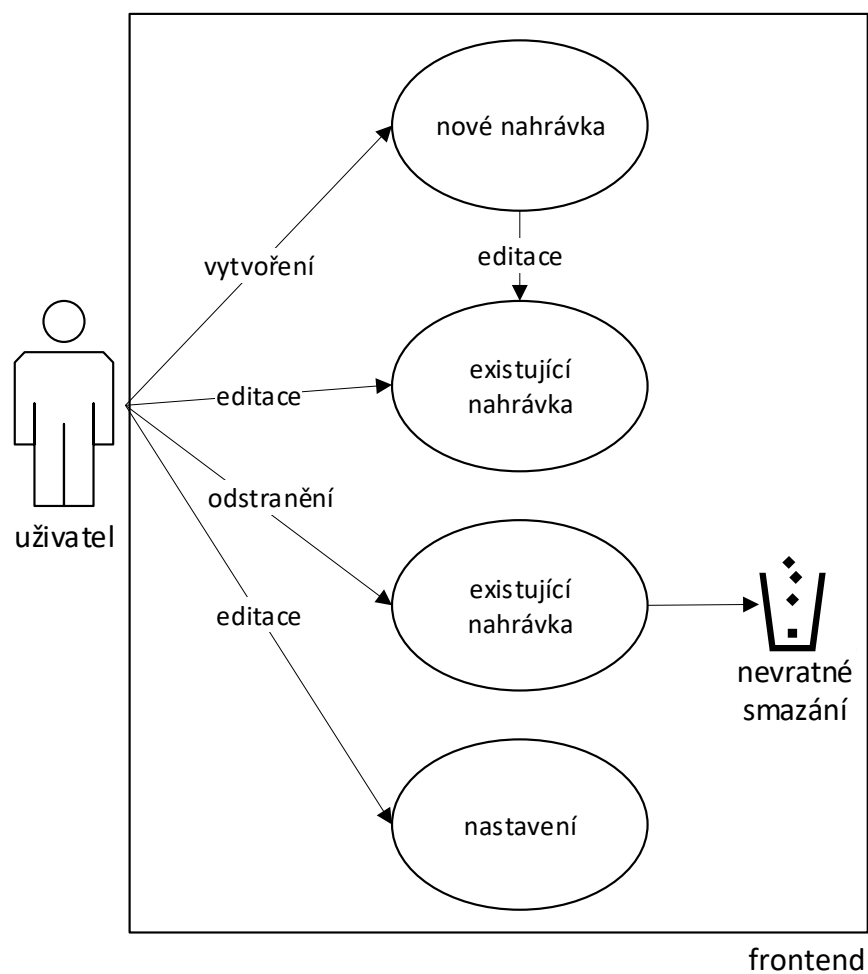 nové nahrávka
vytvoření
editace
existující
nahrávka
editace
odstranění
uživatel
existující
nahrávka
editace
nevratné
smazání
nastavení
frontend